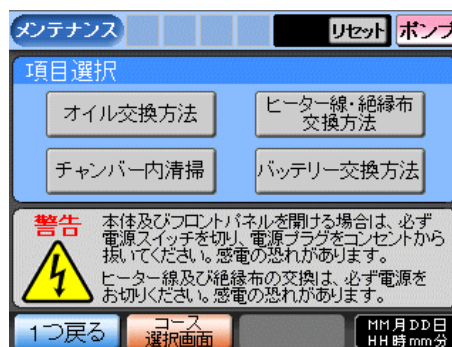 メンテナンス
リセット
ポンプ
項目選択
オイル交換方法
ヒーター線・絶縁布
交換方法
チャンバー内清掃
バッテリー交換方法
警告
本体及びフロントパネルを開ける場合は、必ず
電源スイッチを切り、電源プラグをコンセントから
抜いてください。感電の恐れがあります。
ヒーター線及び絶縁布の交換は、必ず電源を
お切りください。感電の恐れがあります。
1つ戻る
コース
選択画面
MM月DD日
HH時mm分